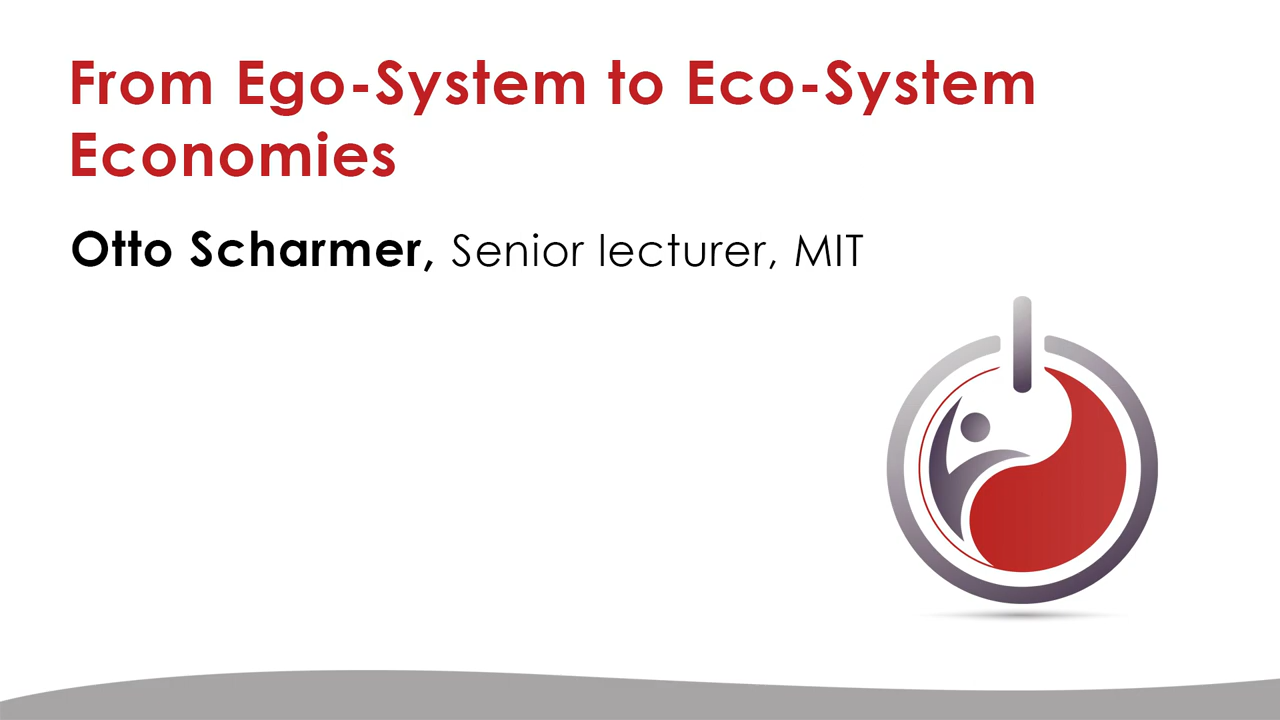 From Ego-System to Eco-System
Economies
Otto Scharmer, Senior lecturer, MIT